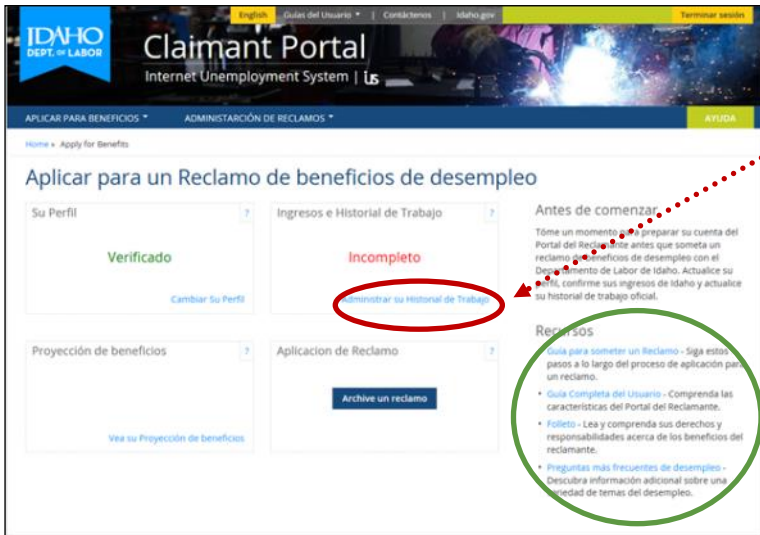 English Guías del Usuario | Contáctenos | Idaho.gov Terminar sesión
IDAHO
DEPT. OF LABOR
Claimant Portal
Internet Unemployment System | ius
APLICAR PARA BENEFICIOS ADMINISTARCIÓN DE RECLAMOS AYUDA
Home » Apply for Benefits
Aplicar para un Reclamo de beneficios de desempleo
Su Perfil ?
Verificado
Cambiar Su Perfil
Ingresos e Historial de Trabajo ?
Incompleto
Administrar su Historial de Trabajo
Proyección de beneficios ?
Vea su Proyección de beneficios
Aplicacion de Reclamo ?
Archive un reclamo
Antes de comenzar
Tóme un momento para preparar su cuenta del
Portal del Reclamante antes que someta un
reclamo de beneficios de desempleo con el
Departamento de Labor de Idaho. Actualice su
perfil, confirme sus ingresos de Idaho y actualice
su historial de trabajo oficial.
Recursos
Guía para someter un Reclamo - Siga estos
pasos a lo largo del proceso de aplicación para
un reclamo.
• Guía Completa del Usuario - Comprenda las
características del Portal del Reclamante.
• Folleto - Lea y comprenda sus derechos y
responsabilidades acerca de los beneficios del
reclamante.
• Preguntas más frecuentes de desempleo -
Descubra información adicional sobre una
variedad de temas del desempleo.